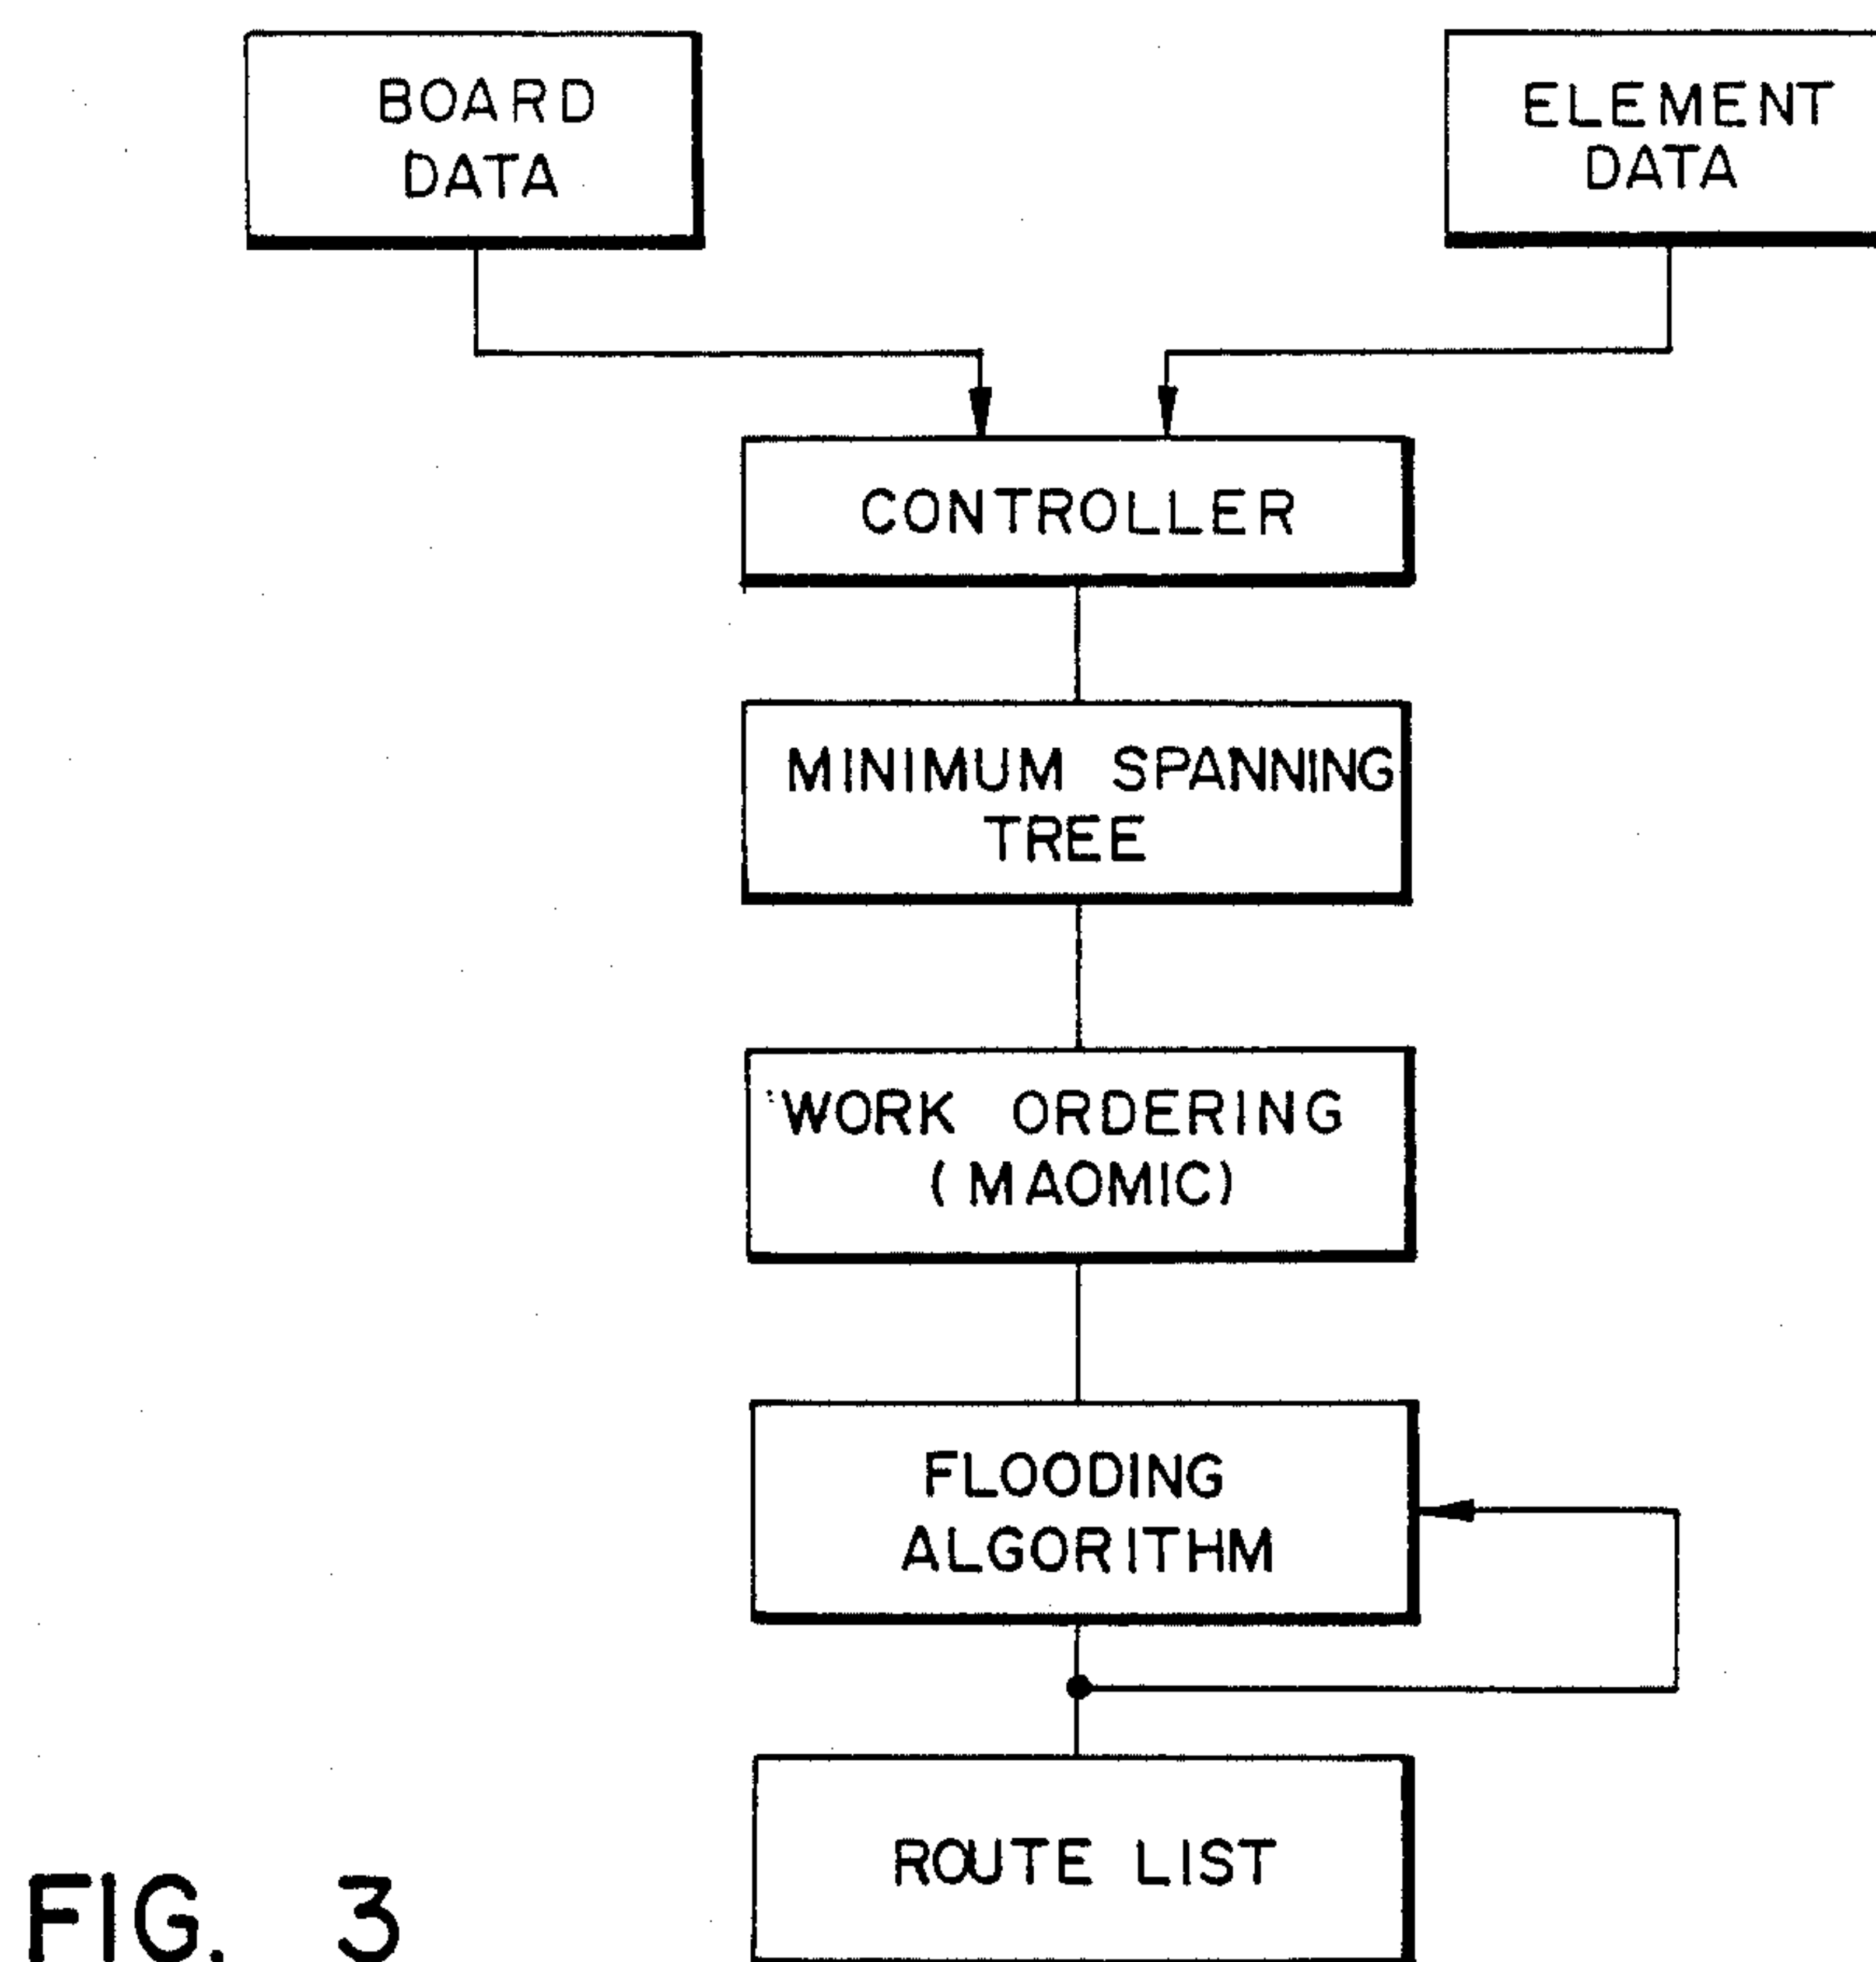 BOARD
DATA
ELEMENT
DATA
CONTROLLER
MINIMUM SPANNING
TREE
WORK ORDERING
(MAOMIC)
FLOODING
ALGORITHM
ROUTE LIST
FIG. 3